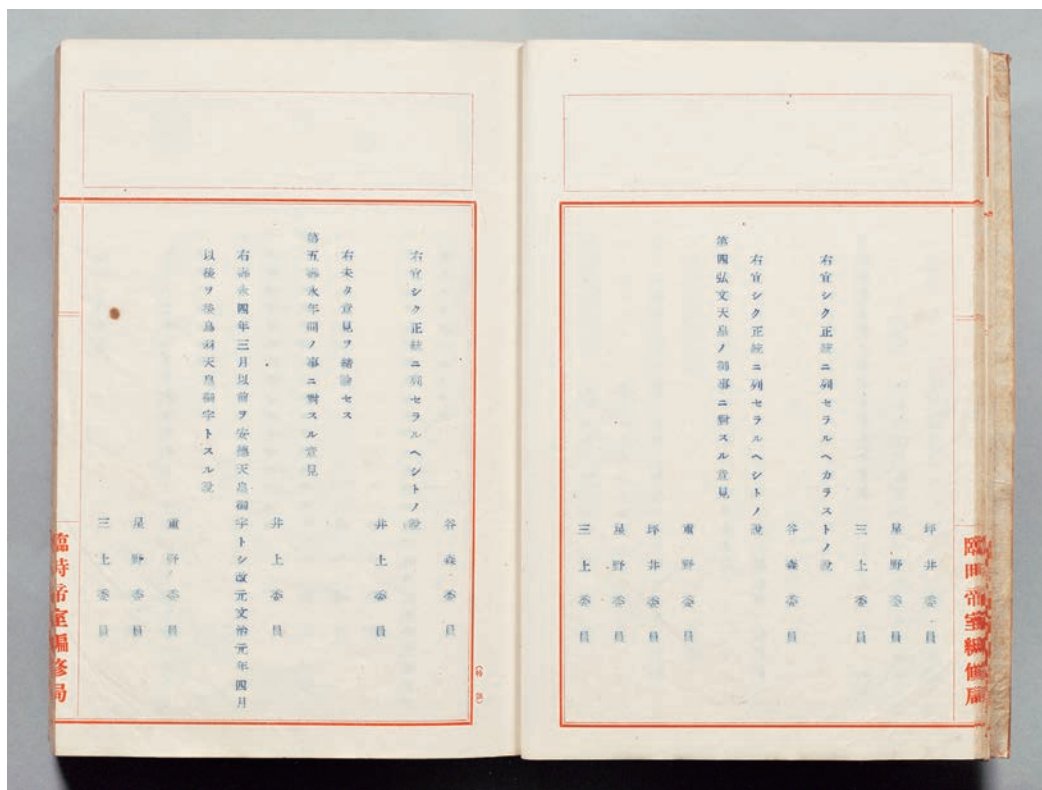 臨時帝室編修局
坪井委員
星野委員
三上委員
右宜シク正統ニ列セラルヘカラストノ說
谷森委員
右宜シク正統ニ列セラルヘシトノ說
第四弘文天皇ノ御事ニ對スル意見
重野委員
坪井委員
星野委員
三上委員
谷森委員
右宜シク正統ニ列セラルヘシトノ說
井上委員
右未タ意見ヲ緖論セス
第五壽永年間ノ事ニ對スル意見
井上委員
右壽永四年三月以前ヲ安德天皇御宇トシ改元文治元年四月
以後ヲ後鳥羽天皇御宇トスル說
重野委員
星野委員
三上委員
臨時帝室編修局